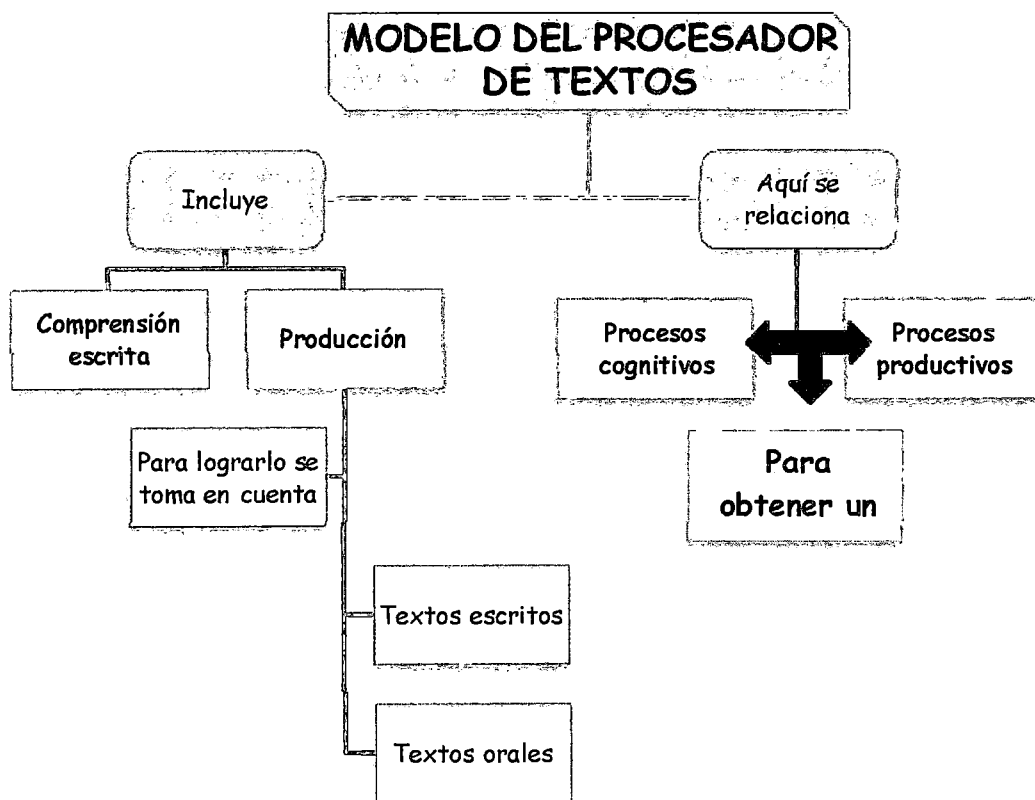 MODELO DEL PROCESADOR
DE TEXTOS
Incluye
Aquí se
relaciona
Comprensión
escrita
Producción
Procesos
cognitivos
Procesos
productivos
Para lograrlo se
toma en cuenta
Para
obtener un
Textos escritos
Textos orales